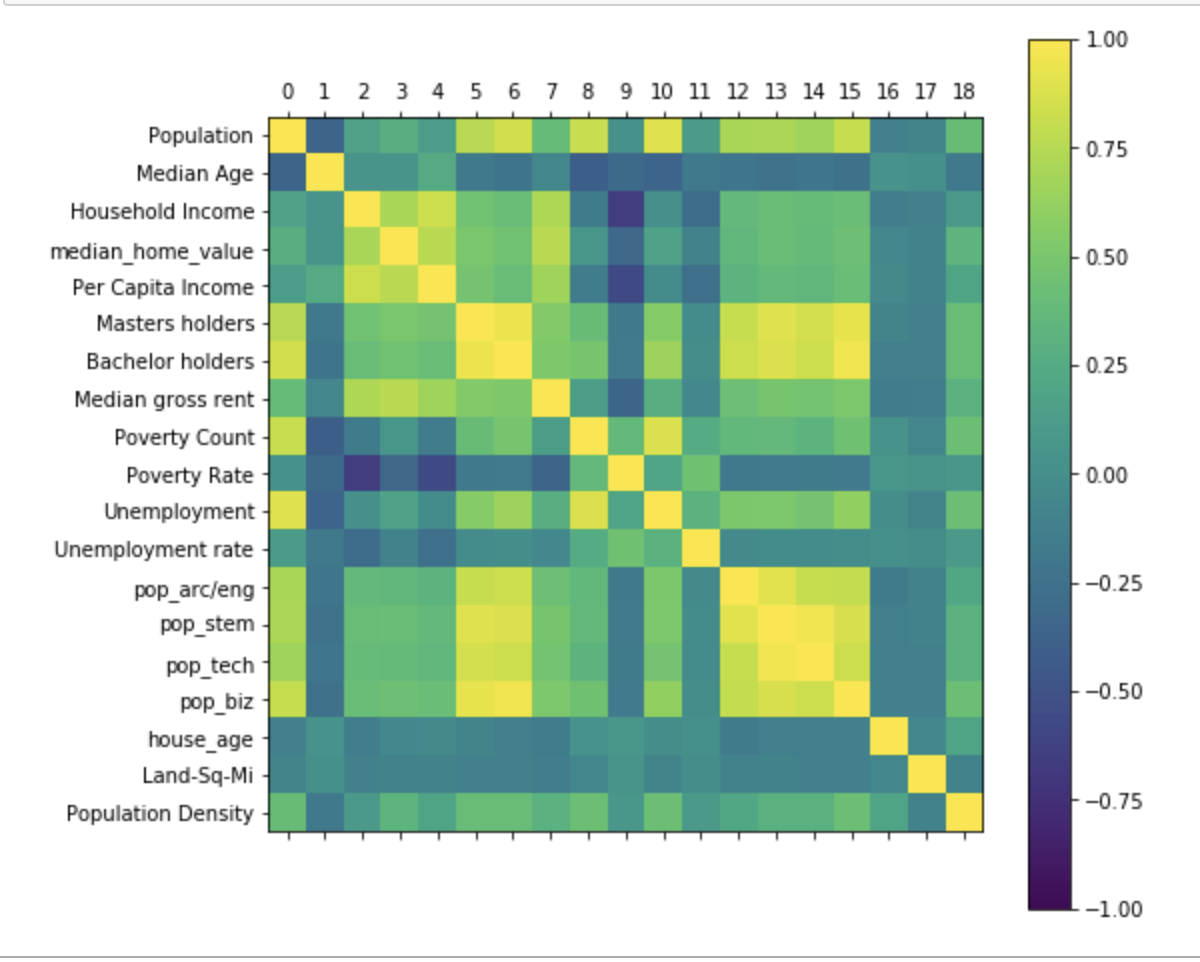 1.00
0 1 2 3 4 5 6 7 8 9 10 11 12 13 14 15 16 17 18
Population
0.75
Median Age
Household Income
median_home_value
0.50
Per Capita Income
Masters holders
Bachelor holders
0.25
Median gross rent
Poverty Count
Poverty Rate
0.00
Unemployment
Unemployment rate
−0.25
pop_arc/eng
pop_stem
pop_tech
−0.50
pop_biz
house_age
Land-Sq-Mi
−0.75
Population Density
−1.00